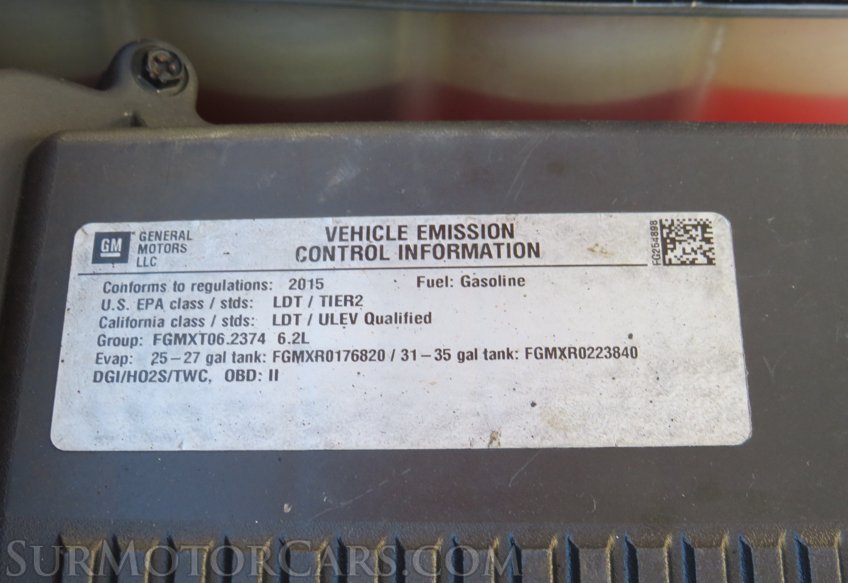 GM
GENERAL
MOTORS
LLC
VEHICLE EMISSION
CONTROL INFORMATION
FG254898
Conforms to regulations: 2015 Fuel: Gasoline
U.S. EPA class / stds: LDT / TIER2
California class / stds: LDT / ULEV Qualified
Group: FGMXT06.2374 6.2L
Evap: 25–27 gal tank: FGMXR0176820 / 31–35 gal tank: FGMXR0223840
DGI/HO2S/TWC, OBD: II
SURMOTORCARS.COM